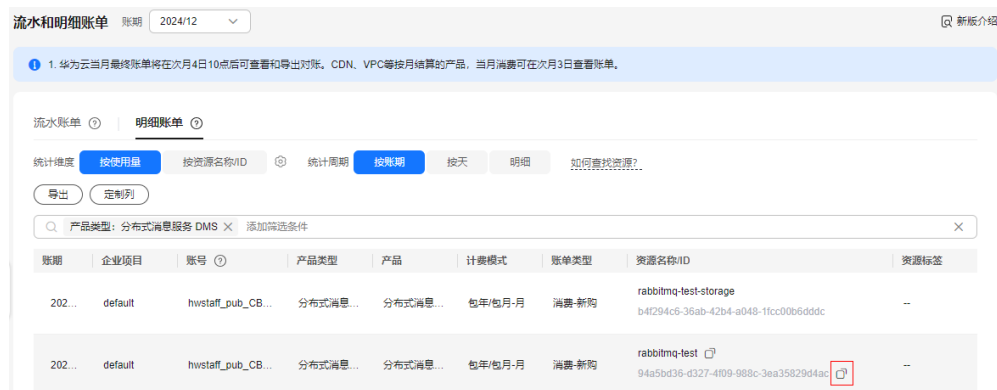 流水和明细账单 账期 2024/12 新版介绍
1. 华为云当月最终账单将在次月4日10点后可查看和导出对账。CDN、VPC等按月结算的产品，当月消费可在次月3日查看账单。
流水账单 明细账单
统计维度 按使用量 按资源名称/ID 统计周期 按账期 按天 明细 如何查找资源?
导出 定制列
产品类型：分布式消息服务 DMS 添加筛选条件
账期 企业项目 账号 产品类型 产品 计费模式 账单类型 资源名称/ID 资源标签
rabbitmq-test-storage
202... default hwstaff_pub_CB... 分布式消息... 分布式消息... 包年/包月-月 消费-新购 --
b4f294c6-36ab-42b4-a048-1fcc00b6dddc
rabbitmq-test
202... default hwstaff_pub_CB... 分布式消息... 分布式消息... 包年/包月-月 消费-新购 --
94a5bd36-d327-4f09-988c-3ea35829d4ac